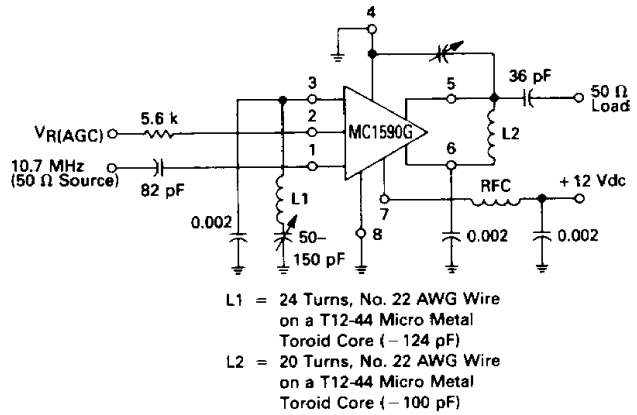 4
36 pF
50 Ω
Load
3
5
5.6 k
VR(AGC)
2
MC1590G
L2
10.7 MHz
(50 Ω Source)
1
6
82 pF
RFC
+12 Vdc
L1
7
0.002
50–
150 pF
8
0.002
0.002
L1 = 24 Turns, No. 22 AWG Wire
on a T12-44 Micro Metal
Toroid Core (–124 pF)
L2 = 20 Turns, No. 22 AWG Wire
on a T12-44 Micro Metal
Toroid Core (–100 pF)